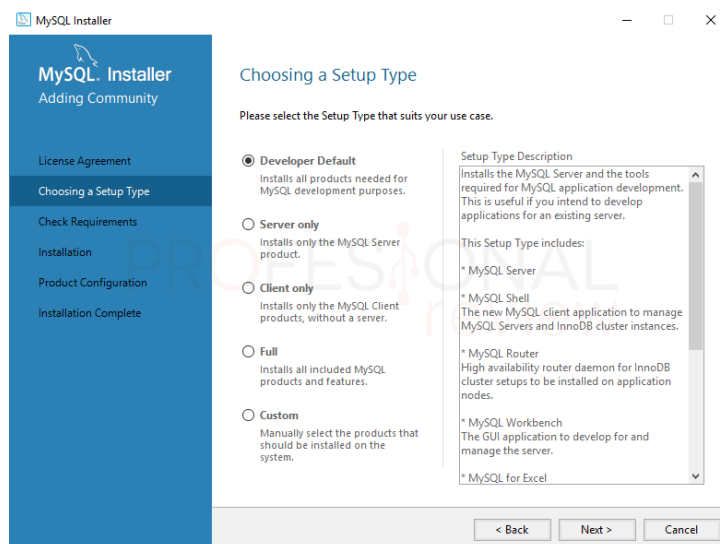 MySQL Installer
MySQL. Installer
Adding Community
License Agreement
Choosing a Setup Type
Check Requirements
Installation
Product Configuration
Installation Complete
Choosing a Setup Type
Please select the Setup Type that suits your use case.
Developer Default
Installs all products needed for
MySQL development purposes.
Server only
Installs only the MySQL Server
product.
Client only
Installs only the MySQL Client
products, without a server.
Full
Installs all included MySQL
products and features.
Custom
Manually select the products that
should be installed on the
system.
Setup Type Description
Installs the MySQL Server and the tools
required for MySQL application development.
This is useful if you intend to develop
applications for an existing server.
This Setup Type includes:
* MySQL Server
* MySQL Shell
The new MySQL client application to manage
MySQL Servers and InnoDB cluster instances.
* MySQL Router
High availability router daemon for InnoDB
cluster setups to be installed on application
nodes.
* MySQL Workbench
The GUI application to develop for and
manage the server.
* MySQL for Excel
PROFESIONAL
review
< Back
Next >
Cancel